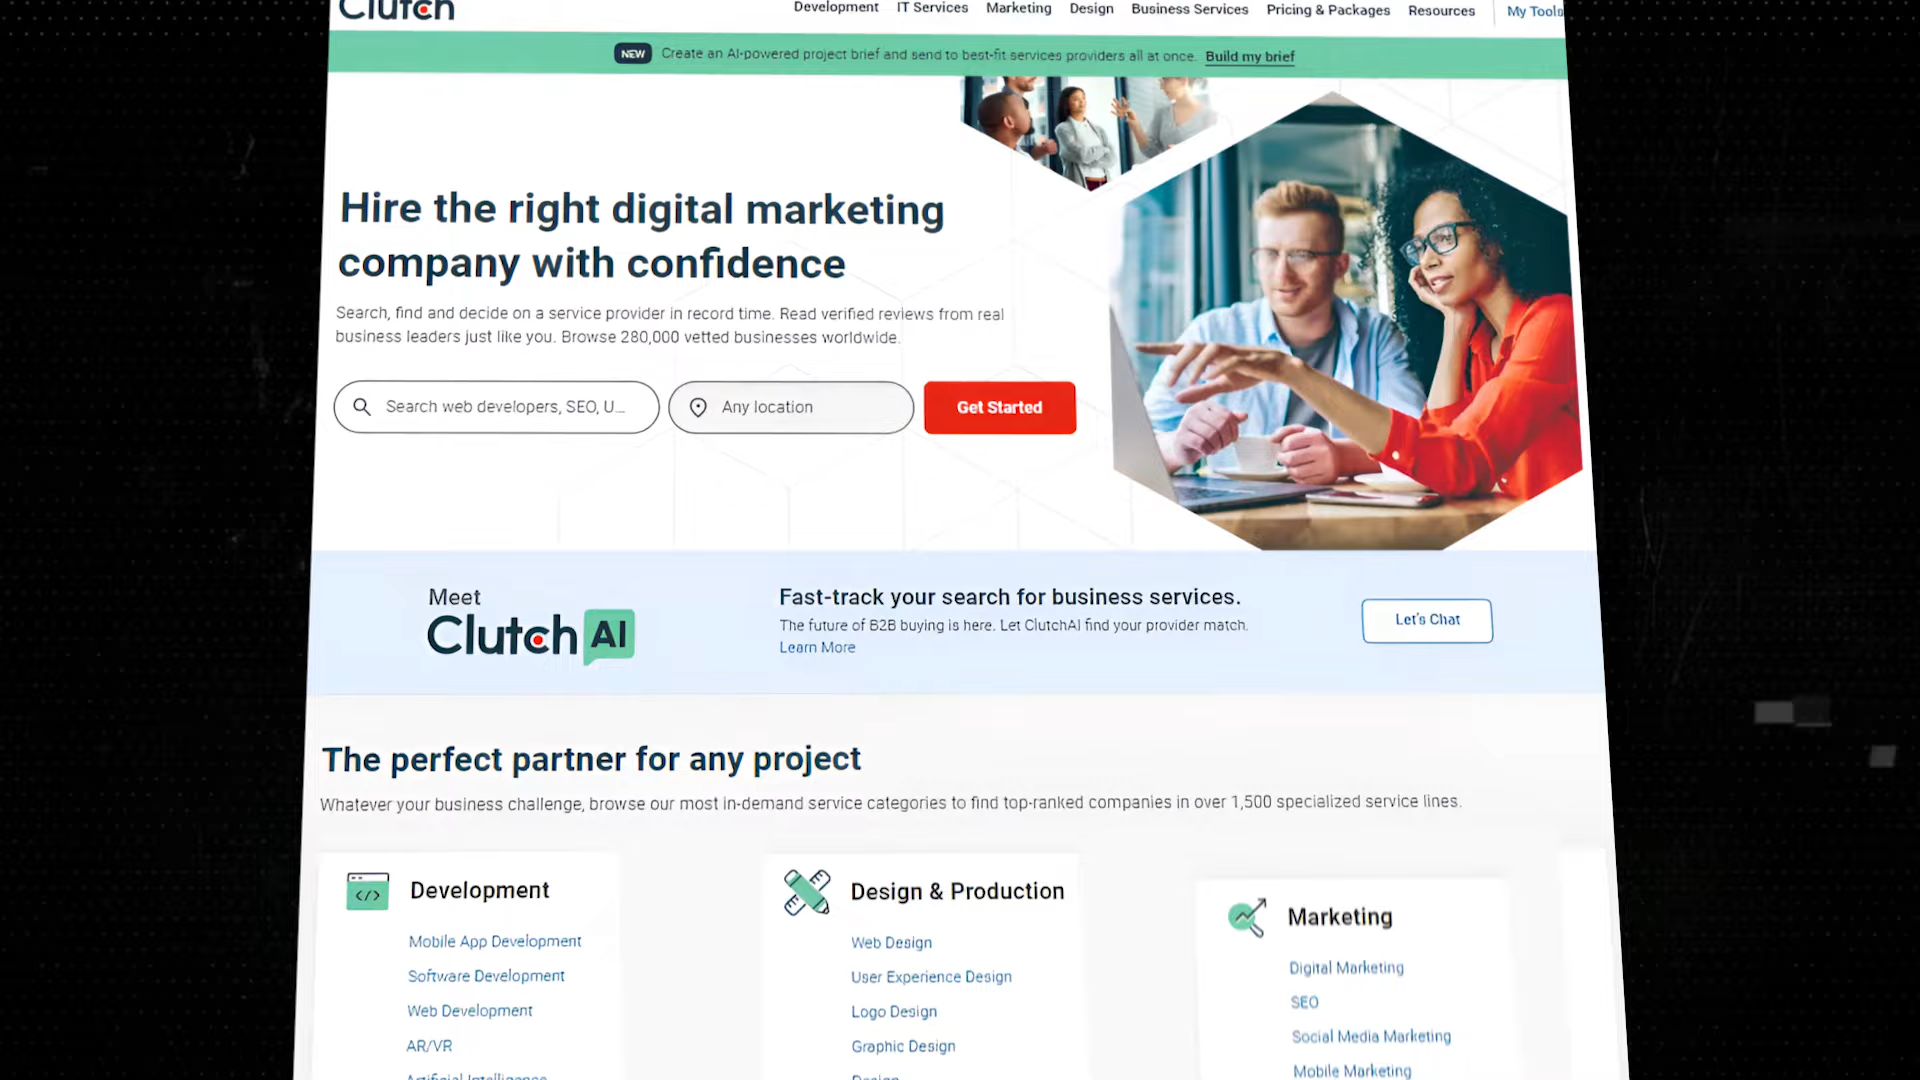 Clutch
Development IT Services Marketing Design Business Services Pricing & Packages Resources My Tools
NEW Create an AI-powered project brief and send to best-fit services providers all at once. Build my brief
Hire the right digital marketing
company with confidence
Search, find and decide on a service provider in record time. Read verified reviews from real
business leaders just like you. Browse 280,000 vetted businesses worldwide.
Search web developers, SEO, U...
Any location
Get Started
Meet
Clutch AI
Fast-track your search for business services.
The future of B2B buying is here. Let ClutchAI find your provider match.
Learn More
Let's Chat
The perfect partner for any project
Whatever your business challenge, browse our most in-demand service categories to find top-ranked companies in over 1,500 specialized service lines.
</> Development
Mobile App Development
Software Development
Web Development
AR/VR
Artificial Intelligence
Design & Production
Web Design
User Experience Design
Logo Design
Graphic Design
Design
Marketing
Digital Marketing
SEO
Social Media Marketing
Mobile Marketing